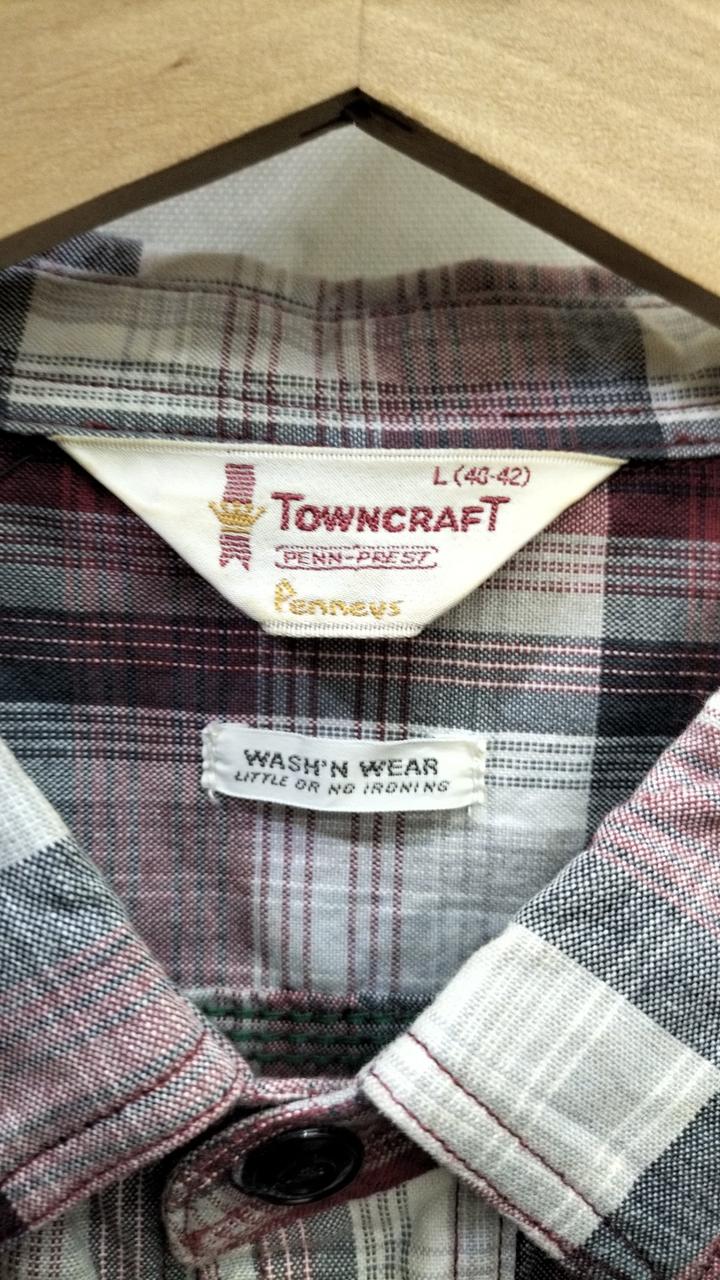 L (40-42)
TOWNCRAFT
PENN-PREST
Penneys
WASH'N WEAR
LITTLE OR NO IRONING